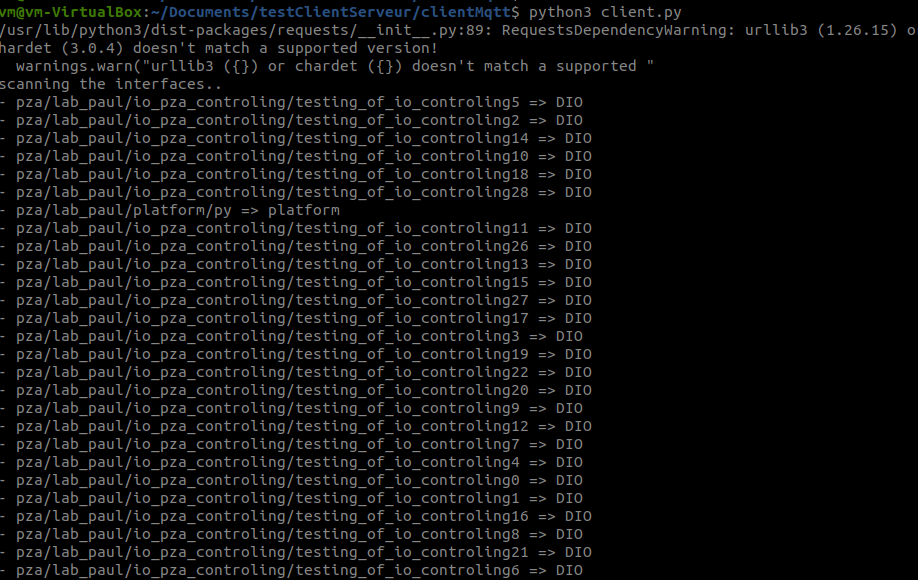 vm@vm-VirtualBox:~/Documents/testClientServeur/clientMqtt$ python3 client.py
/usr/lib/python3/dist-packages/requests/__init__.py:89: RequestsDependencyWarning: urllib3 (1.26.15) or
hardet (3.0.4) doesn't match a supported version!
  warnings.warn("urllib3 ({}) or chardet ({}) doesn't match a supported "
scanning the interfaces..
- pza/lab_paul/io_pza_controling/testing_of_io_controling5 => DIO
- pza/lab_paul/io_pza_controling/testing_of_io_controling2 => DIO
- pza/lab_paul/io_pza_controling/testing_of_io_controling14 => DIO
- pza/lab_paul/io_pza_controling/testing_of_io_controling10 => DIO
- pza/lab_paul/io_pza_controling/testing_of_io_controling18 => DIO
- pza/lab_paul/io_pza_controling/testing_of_io_controling28 => DIO
- pza/lab_paul/platform/py => platform
- pza/lab_paul/io_pza_controling/testing_of_io_controling11 => DIO
- pza/lab_paul/io_pza_controling/testing_of_io_controling26 => DIO
- pza/lab_paul/io_pza_controling/testing_of_io_controling13 => DIO
- pza/lab_paul/io_pza_controling/testing_of_io_controling15 => DIO
- pza/lab_paul/io_pza_controling/testing_of_io_controling27 => DIO
- pza/lab_paul/io_pza_controling/testing_of_io_controling17 => DIO
- pza/lab_paul/io_pza_controling/testing_of_io_controling3 => DIO
- pza/lab_paul/io_pza_controling/testing_of_io_controling19 => DIO
- pza/lab_paul/io_pza_controling/testing_of_io_controling22 => DIO
- pza/lab_paul/io_pza_controling/testing_of_io_controling20 => DIO
- pza/lab_paul/io_pza_controling/testing_of_io_controling9 => DIO
- pza/lab_paul/io_pza_controling/testing_of_io_controling12 => DIO
- pza/lab_paul/io_pza_controling/testing_of_io_controling7 => DIO
- pza/lab_paul/io_pza_controling/testing_of_io_controling4 => DIO
- pza/lab_paul/io_pza_controling/testing_of_io_controling0 => DIO
- pza/lab_paul/io_pza_controling/testing_of_io_controling1 => DIO
- pza/lab_paul/io_pza_controling/testing_of_io_controling16 => DIO
- pza/lab_paul/io_pza_controling/testing_of_io_controling8 => DIO
- pza/lab_paul/io_pza_controling/testing_of_io_controling21 => DIO
- pza/lab_paul/io_pza_controling/testing_of_io_controling6 => DIO